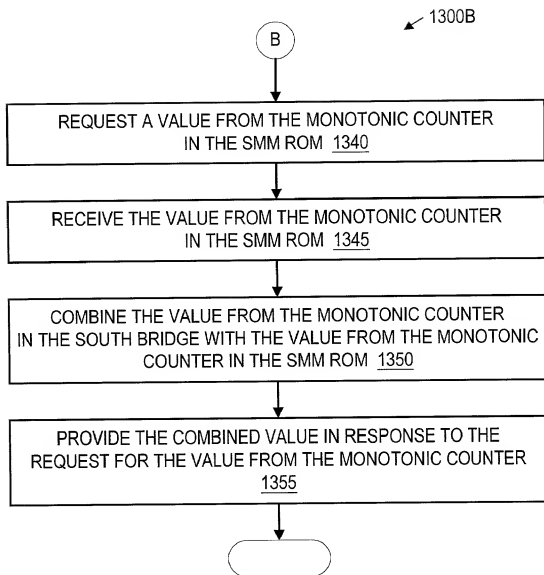 1300B
B
REQUEST A VALUE FROM THE MONOTONIC COUNTER
IN THE SMM ROM 1340
RECEIVE THE VALUE FROM THE MONOTONIC COUNTER
IN THE SMM ROM 1345
COMBINE THE VALUE FROM THE MONOTONIC COUNTER
IN THE SOUTH BRIDGE WITH THE VALUE FROM THE MONOTONIC
COUNTER IN THE SMM ROM 1350
PROVIDE THE COMBINED VALUE IN RESPONSE TO THE
REQUEST FOR THE VALUE FROM THE MONOTONIC COUNTER
1355